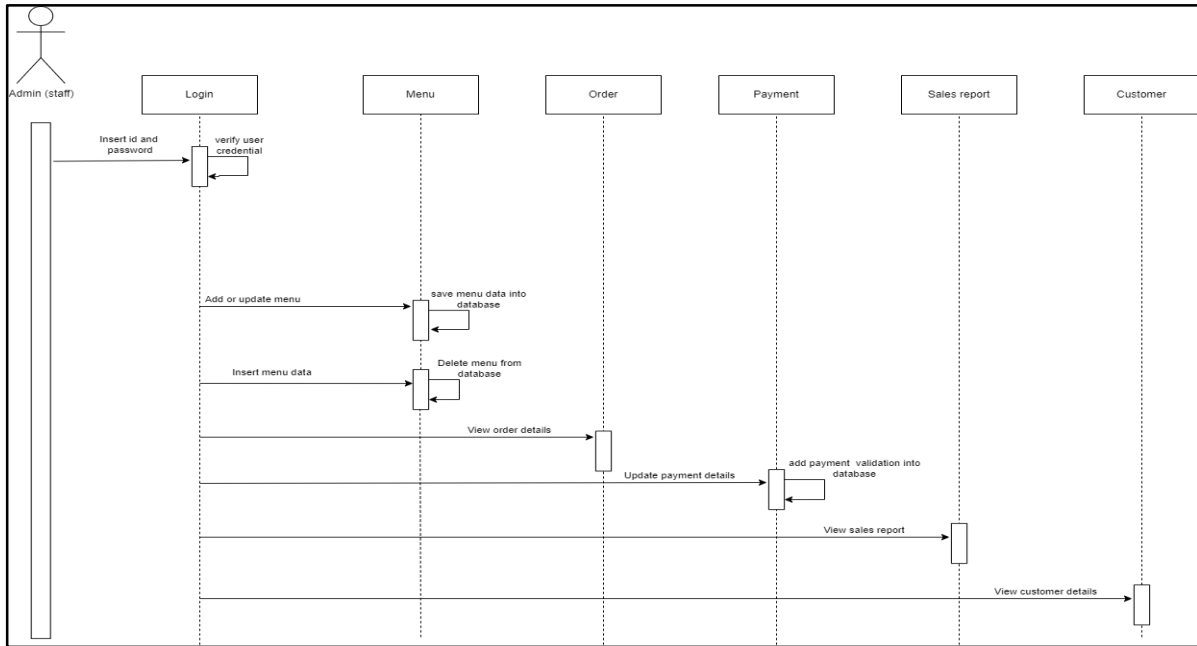 Admin (staff)
Login
Menu
Order
Payment
Sales report
Customer
Insert id and
password
verify user
credential
Add or update menu
save menu data into
database
Insert menu data
Delete menu from
database
View order details
Update payment details
add payment validation into
database
View sales report
View customer details